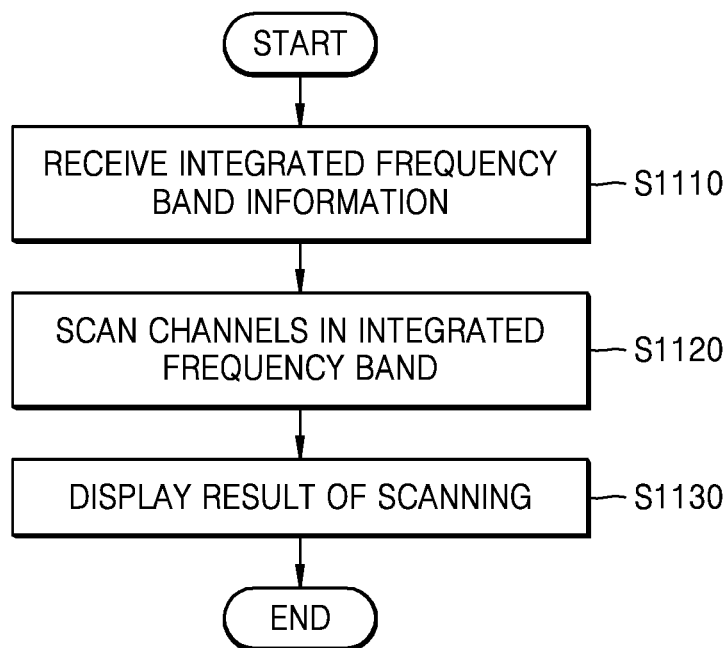 START
RECEIVE INTEGRATED FREQUENCY
BAND INFORMATION
S1110
SCAN CHANNELS IN INTEGRATED
FREQUENCY BAND
S1120
DISPLAY RESULT OF SCANNING
S1130
END